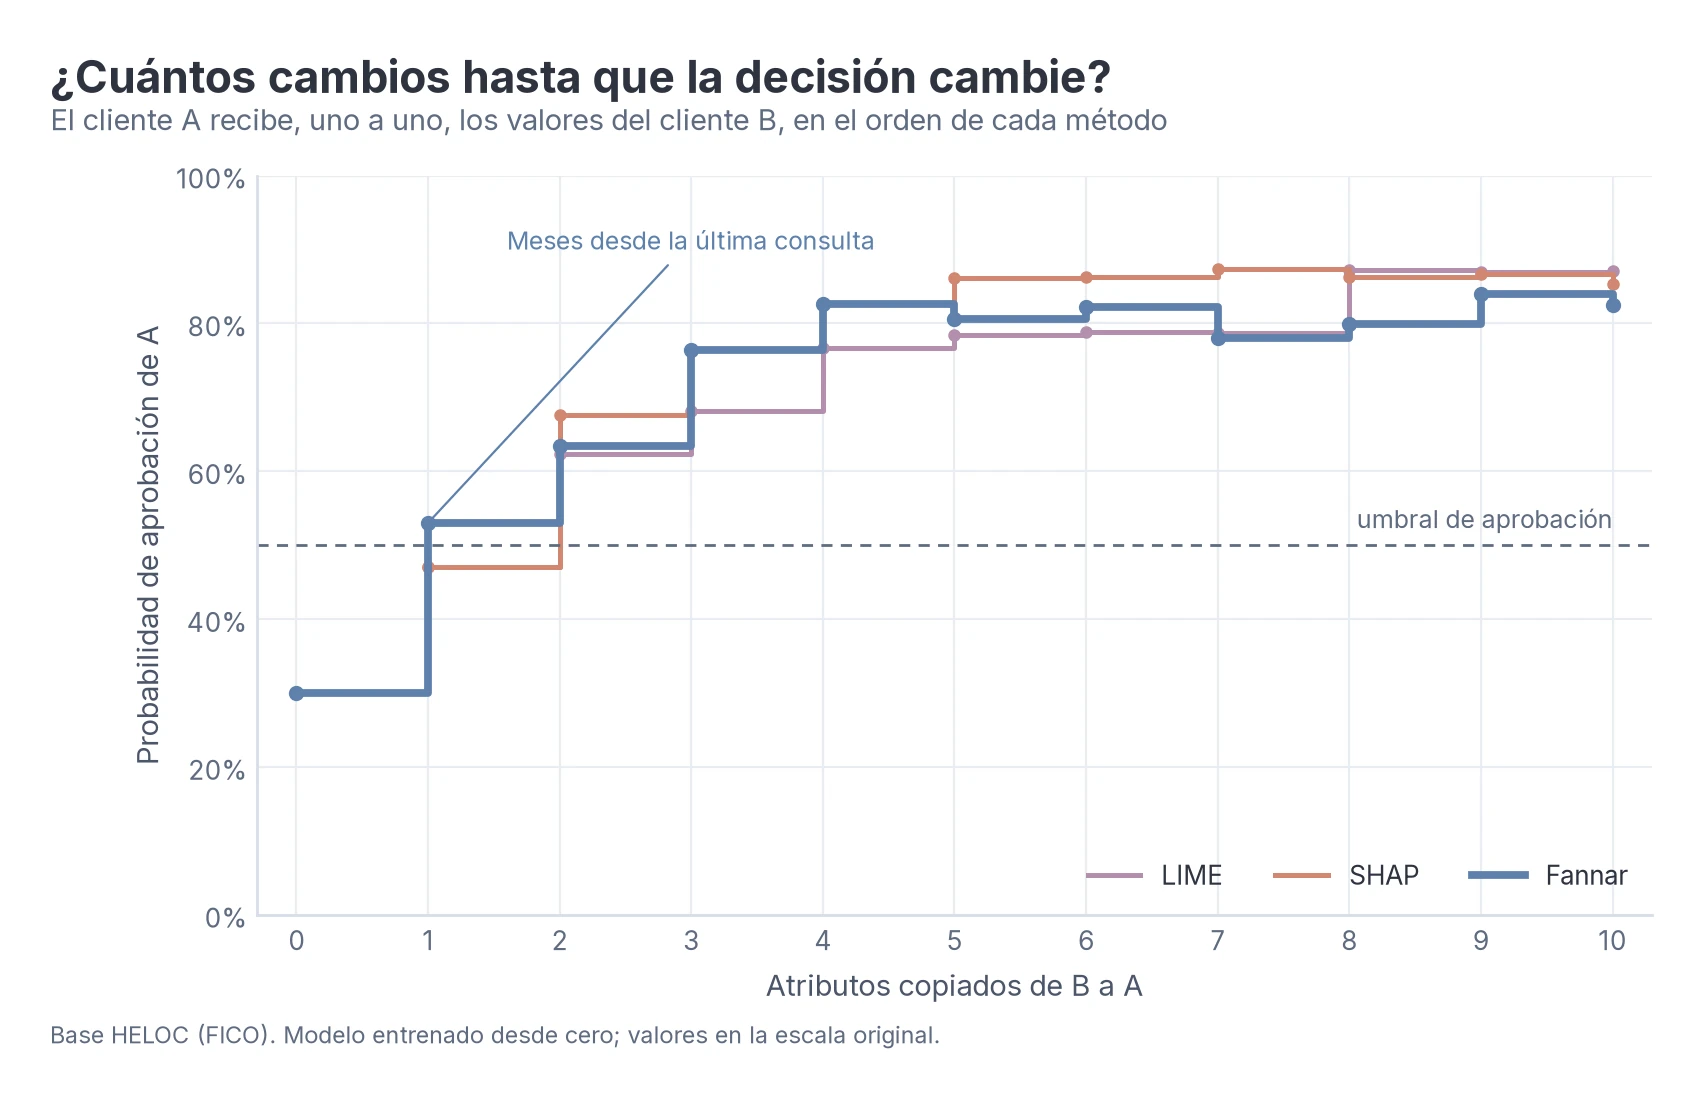 ¿Cuántos cambios hasta que la decisión cambie?
El cliente A recibe, uno a uno, los valores del cliente B, en el orden de cada método
Probabilidad de aprobación de A
100%
80%
60%
40%
20%
0%
Meses desde la última consulta
umbral de aprobación
LIME SHAP Fannar
0 1 2 3 4 5 6 7 8 9 10
Atributos copiados de B a A
Base HELOC (FICO). Modelo entrenado desde cero; valores en la escala original.